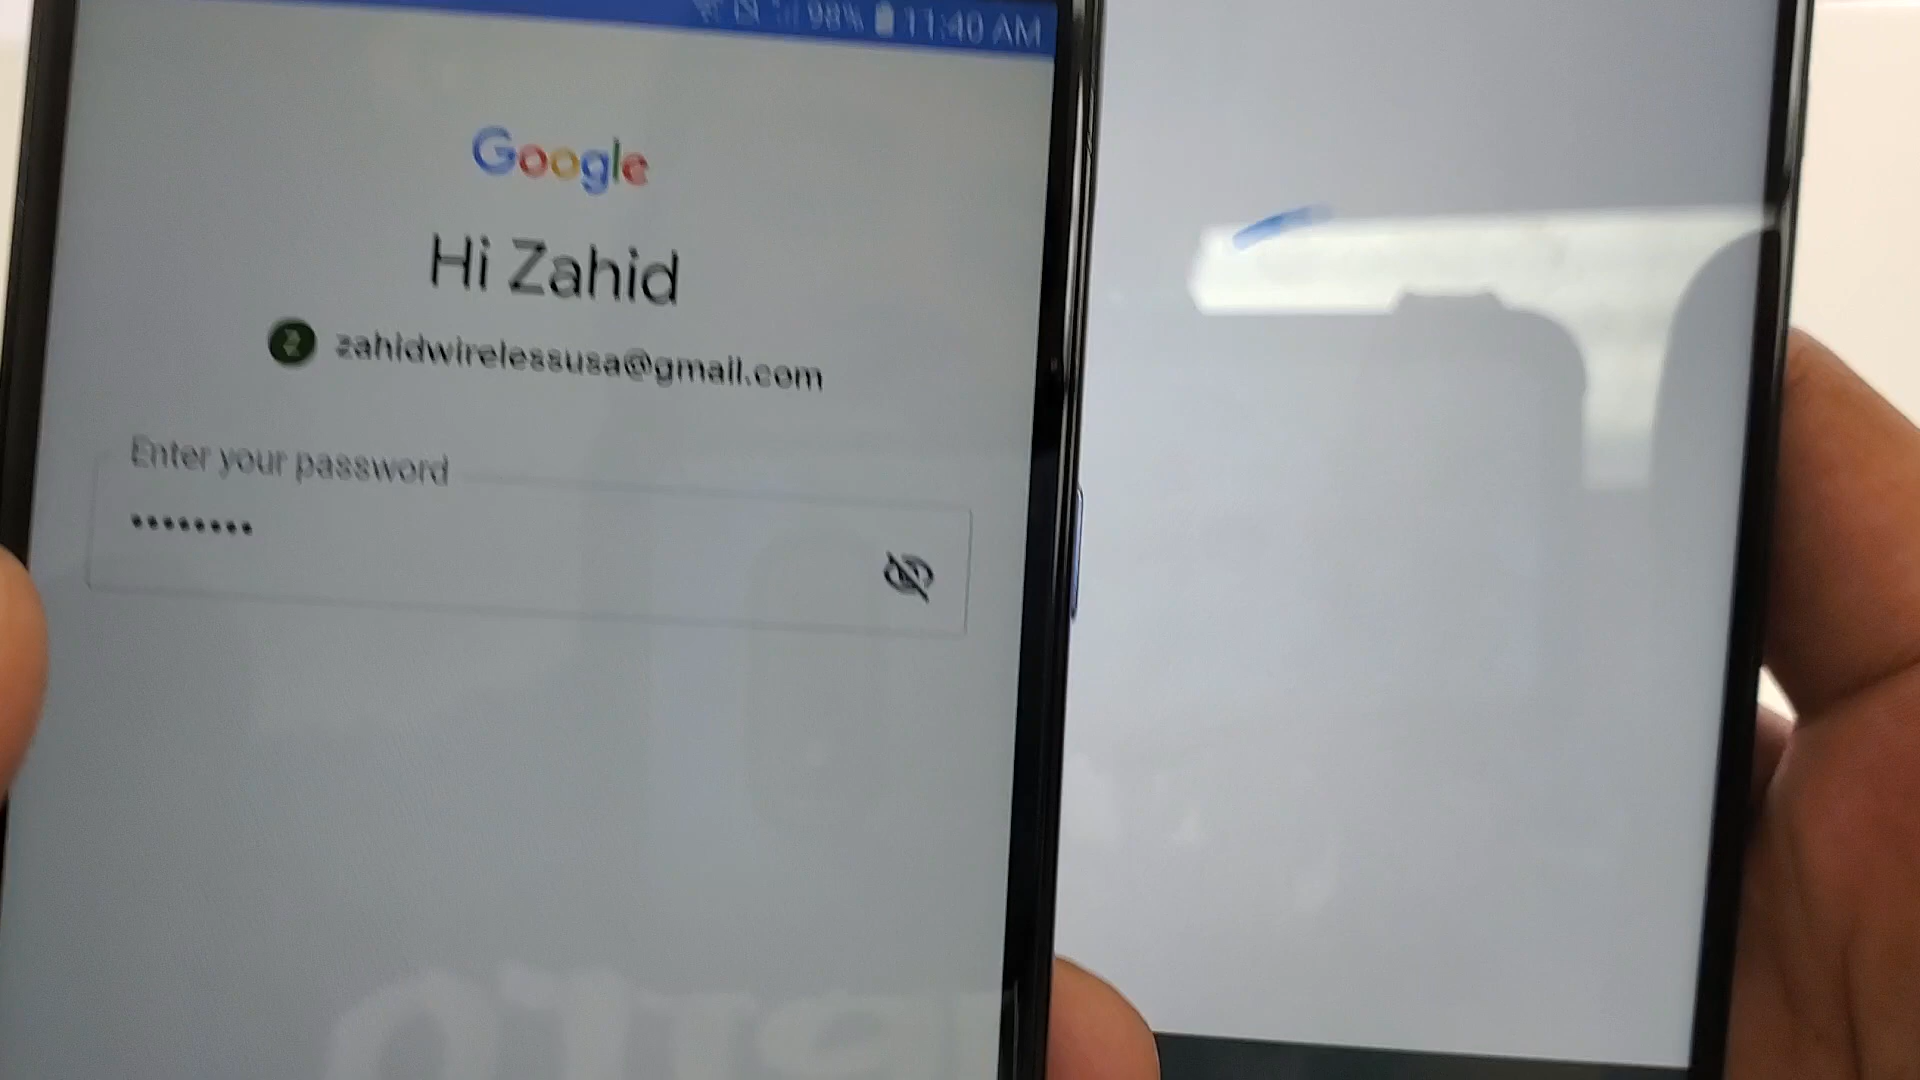 98% 11:40 AM
Google
Hi Zahid
z zahidwirelessusa@gmail.com
Enter your password
••••••••